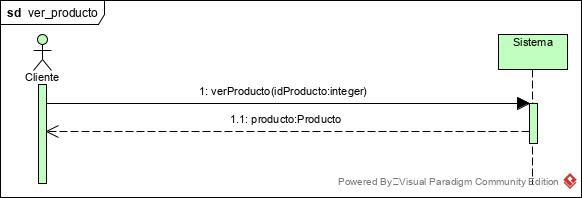 sd ver_producto
Sistema
Cliente
1: verProducto(idProducto:integer)
1.1: producto:Producto
Powered By Visual Paradigm Community Edition